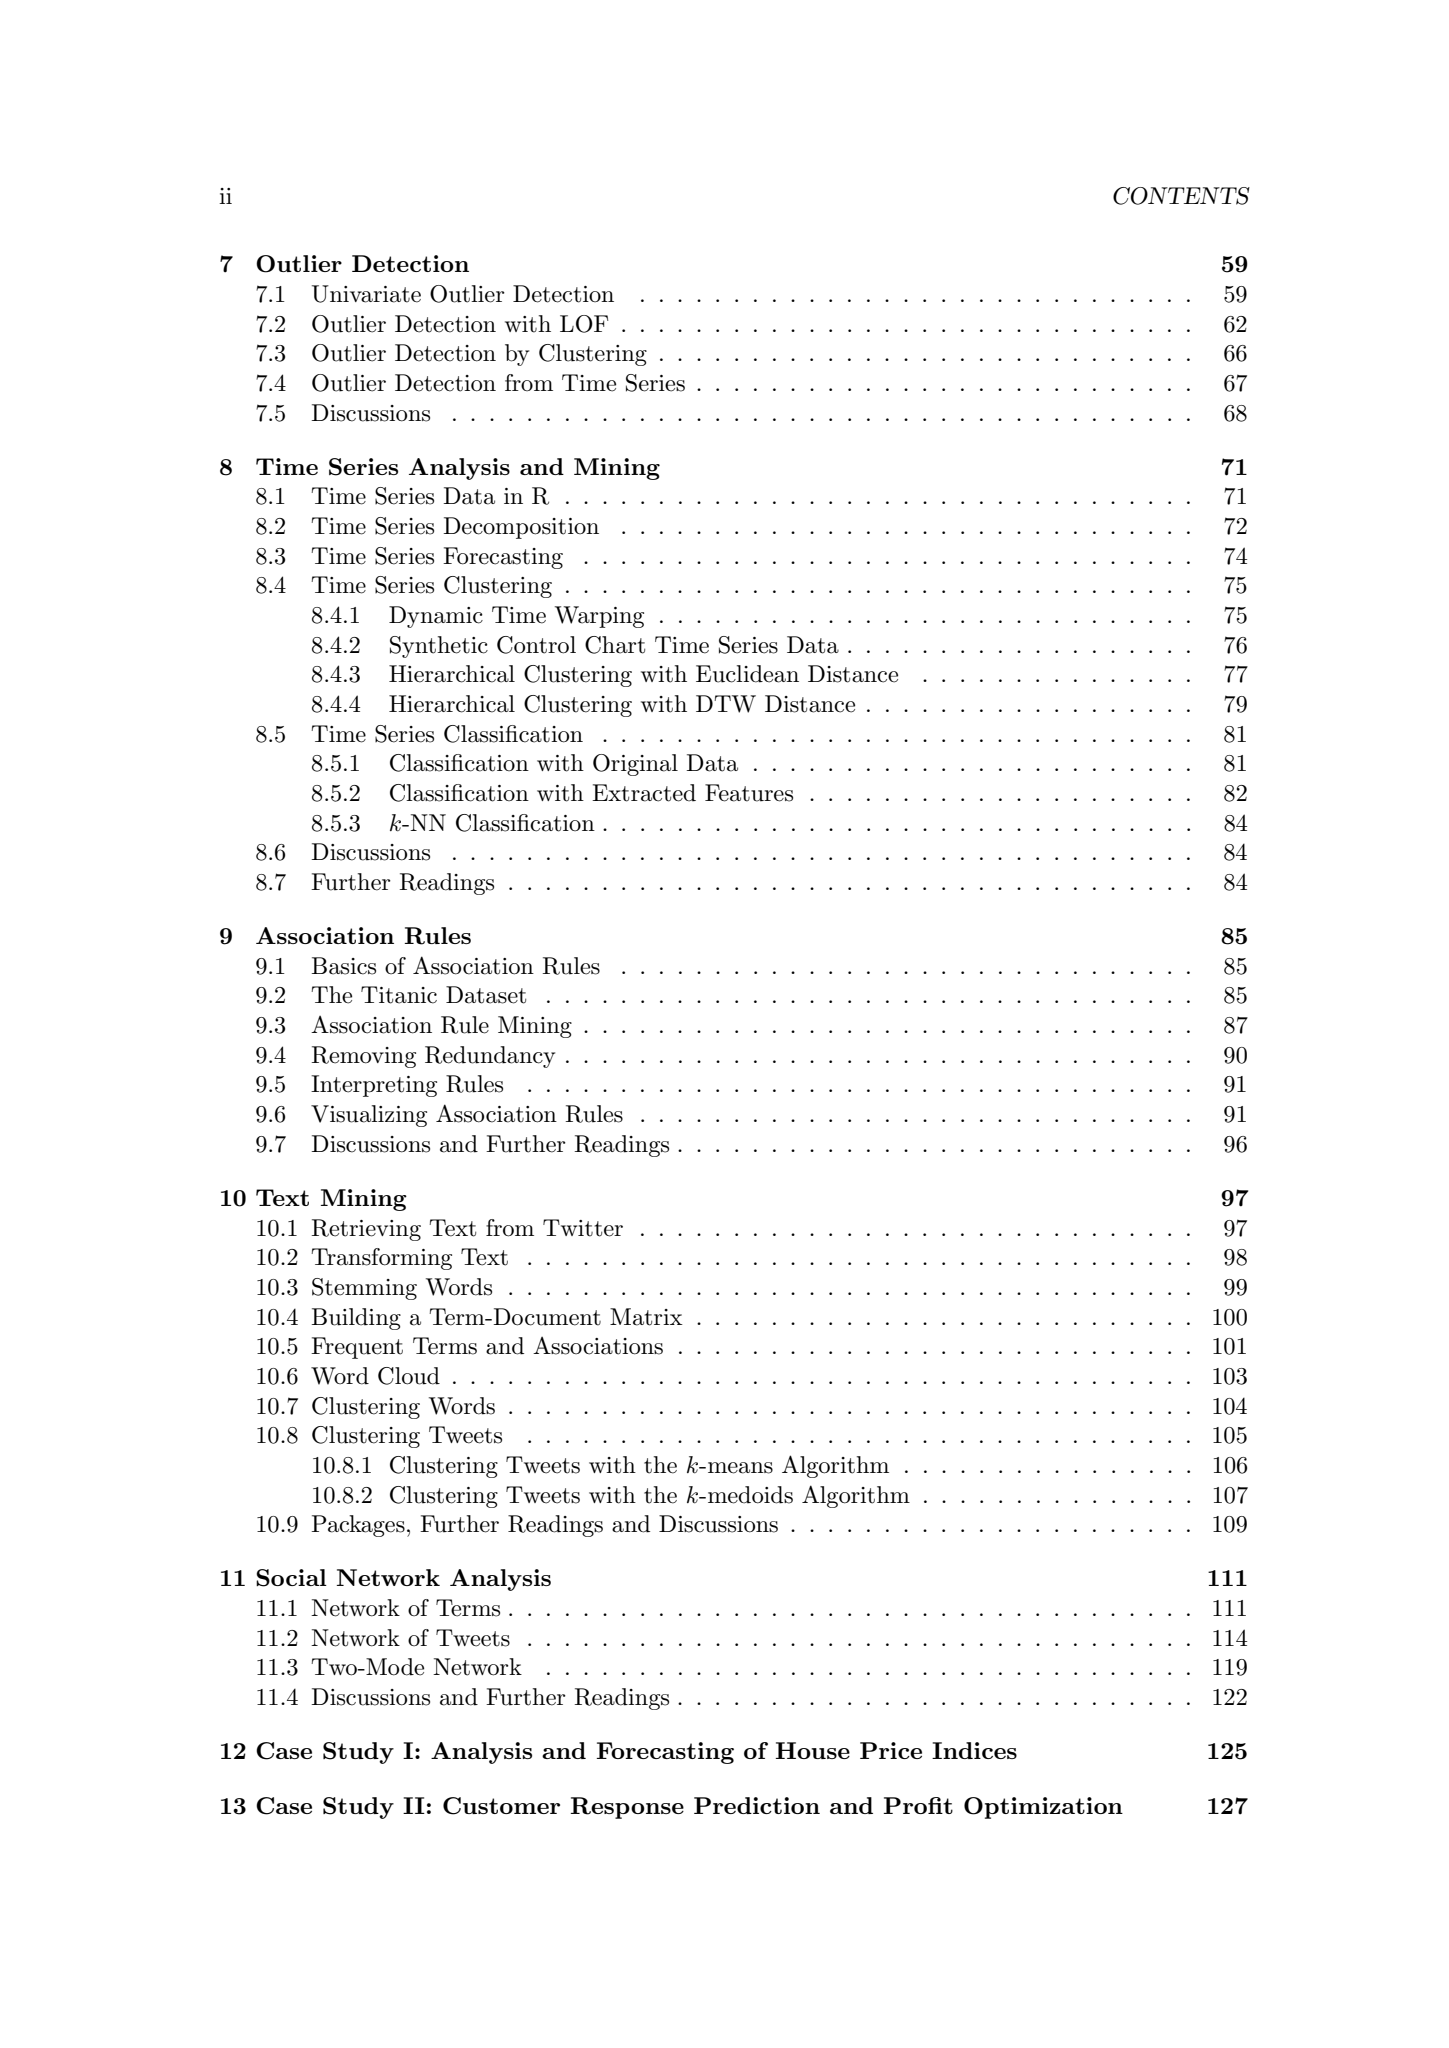 ii CONTENTS
7 Outlier Detection 59
7.1 Univariate Outlier Detection . . . . . . . . . . . . . . . . . . . . . . . . . . . . . . 59
7.2 Outlier Detection with LOF . . . . . . . . . . . . . . . . . . . . . . . . . . . . . . . 62
7.3 Outlier Detection by Clustering . . . . . . . . . . . . . . . . . . . . . . . . . . . . . 66
7.4 Outlier Detection from Time Series . . . . . . . . . . . . . . . . . . . . . . . . . . . 67
7.5 Discussions . . . . . . . . . . . . . . . . . . . . . . . . . . . . . . . . . . . . . . . . 68
8 Time Series Analysis and Mining 71
8.1 Time Series Data in R . . . . . . . . . . . . . . . . . . . . . . . . . . . . . . . . . . 71
8.2 Time Series Decomposition . . . . . . . . . . . . . . . . . . . . . . . . . . . . . . . 72
8.3 Time Series Forecasting . . . . . . . . . . . . . . . . . . . . . . . . . . . . . . . . . 74
8.4 Time Series Clustering . . . . . . . . . . . . . . . . . . . . . . . . . . . . . . . . . . 75
8.4.1 Dynamic Time Warping . . . . . . . . . . . . . . . . . . . . . . . . . . . . . 75
8.4.2 Synthetic Control Chart Time Series Data . . . . . . . . . . . . . . . . . . . 76
8.4.3 Hierarchical Clustering with Euclidean Distance . . . . . . . . . . . . . . . 77
8.4.4 Hierarchical Clustering with DTW Distance . . . . . . . . . . . . . . . . . . 79
8.5 Time Series Classification . . . . . . . . . . . . . . . . . . . . . . . . . . . . . . . . 81
8.5.1 Classification with Original Data . . . . . . . . . . . . . . . . . . . . . . . . 81
8.5.2 Classification with Extracted Features . . . . . . . . . . . . . . . . . . . . . 82
8.5.3 k-NN Classification . . . . . . . . . . . . . . . . . . . . . . . . . . . . . . . . 84
8.6 Discussions . . . . . . . . . . . . . . . . . . . . . . . . . . . . . . . . . . . . . . . . 84
8.7 Further Readings . . . . . . . . . . . . . . . . . . . . . . . . . . . . . . . . . . . . . 84
9 Association Rules 85
9.1 Basics of Association Rules . . . . . . . . . . . . . . . . . . . . . . . . . . . . . . . 85
9.2 The Titanic Dataset . . . . . . . . . . . . . . . . . . . . . . . . . . . . . . . . . . . 85
9.3 Association Rule Mining . . . . . . . . . . . . . . . . . . . . . . . . . . . . . . . . . 87
9.4 Removing Redundancy . . . . . . . . . . . . . . . . . . . . . . . . . . . . . . . . . . 90
9.5 Interpreting Rules . . . . . . . . . . . . . . . . . . . . . . . . . . . . . . . . . . . . 91
9.6 Visualizing Association Rules . . . . . . . . . . . . . . . . . . . . . . . . . . . . . . 91
9.7 Discussions and Further Readings . . . . . . . . . . . . . . . . . . . . . . . . . . . . 96
10 Text Mining 97
10.1 Retrieving Text from Twitter . . . . . . . . . . . . . . . . . . . . . . . . . . . . . . 97
10.2 Transforming Text . . . . . . . . . . . . . . . . . . . . . . . . . . . . . . . . . . . . 98
10.3 Stemming Words . . . . . . . . . . . . . . . . . . . . . . . . . . . . . . . . . . . . . 99
10.4 Building a Term-Document Matrix . . . . . . . . . . . . . . . . . . . . . . . . . . . 100
10.5 Frequent Terms and Associations . . . . . . . . . . . . . . . . . . . . . . . . . . . . 101
10.6 Word Cloud . . . . . . . . . . . . . . . . . . . . . . . . . . . . . . . . . . . . . . . . 103
10.7 Clustering Words . . . . . . . . . . . . . . . . . . . . . . . . . . . . . . . . . . . . . 104
10.8 Clustering Tweets . . . . . . . . . . . . . . . . . . . . . . . . . . . . . . . . . . . . 105
10.8.1 Clustering Tweets with the k-means Algorithm . . . . . . . . . . . . . . . . 106
10.8.2 Clustering Tweets with the k-medoids Algorithm . . . . . . . . . . . . . . . 107
10.9 Packages, Further Readings and Discussions . . . . . . . . . . . . . . . . . . . . . . 109
11 Social Network Analysis 111
11.1 Network of Terms . . . . . . . . . . . . . . . . . . . . . . . . . . . . . . . . . . . . . 111
11.2 Network of Tweets . . . . . . . . . . . . . . . . . . . . . . . . . . . . . . . . . . . . 114
11.3 Two-Mode Network . . . . . . . . . . . . . . . . . . . . . . . . . . . . . . . . . . . 119
11.4 Discussions and Further Readings . . . . . . . . . . . . . . . . . . . . . . . . . . . . 122
12 Case Study I: Analysis and Forecasting of House Price Indices 125
13 Case Study II: Customer Response Prediction and Profit Optimization 127